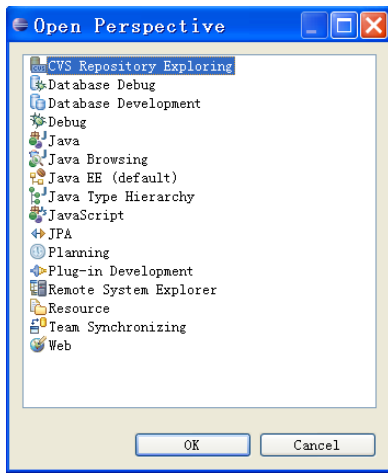 Open Perspective
CVS Repository Exploring
Database Debug
Database Development
Debug
Java
Java Browsing
Java EE (default)
Java Type Hierarchy
JavaScript
JPA
Planning
Plug-in Development
Remote System Explorer
Resource
Team Synchronizing
Web
OK
Cancel